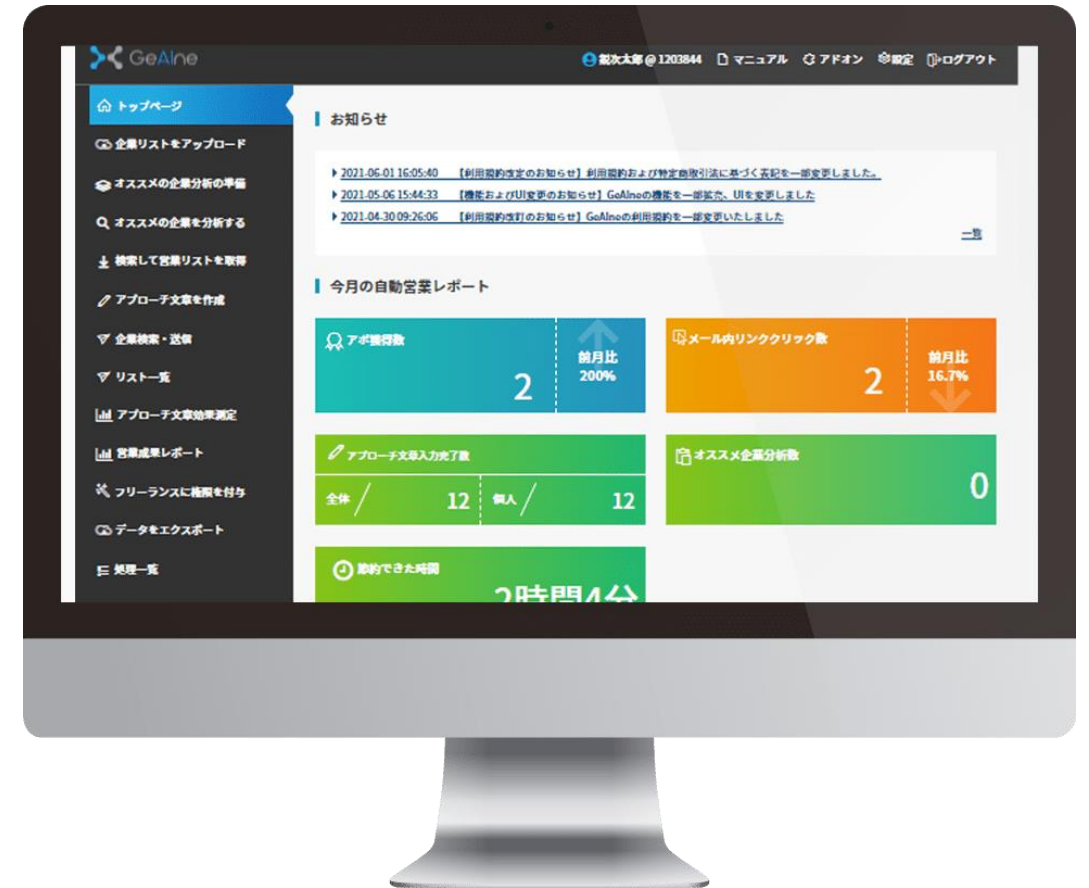 GeAIne
製次太郎@1203844 マニュアル アドオン 設定 ログアウト
トップページ
企業リストをアップロード
オススメの企業分析の準備
オススメの企業を分析する
検索して営業リストを取得
アプローチ文章を作成
企業検索・送信
リスト一覧
アプローチ文章効果測定
営業成果レポート
フリーランスに権限を付与
データをエクスポート
処理一覧
お知らせ
2021-06-01 16:05:40 【利用規約改定のお知らせ】利用規約および特定商取引法に基づく表記を一部変更しました。
2021-05-06 15:44:33 【機能およびUI変更のお知らせ】GeAIneの機能を一部拡充、UIを変更しました
2021-04-30 09:26:06 【利用規約改訂のお知らせ】GeAIneの利用規約を一部変更いたしました
一覧
今月の自動営業レポート
アポ獲得数
2
前月比
200%
メール内リンククリック数
2
前月比
16.7%
アプローチ文章入力完了数
全体 / 12 個人 / 12
オススメ企業分析数
0
節約できた時間
2時間4分